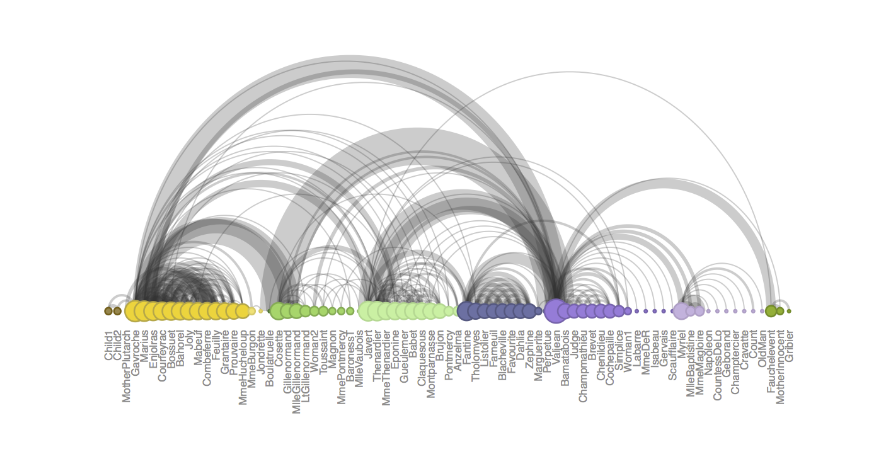 Child1
Child2
MotherPlutarch
Gavroche
Marius
Enjolras
Courfeyrac
Bossuet
Bahorel
Joly
Mabeuf
Combeferre
Feuilly
Grantaire
Prouvaire
MmeHucheloup
MmeBurgon
Jondrette
Boulatruelle
Cosette
Gillenormand
MlleGillenormand
LtGillenormand
Woman2
Toussaint
Magnon
MmePontmercy
BaronessT
MlleVaubois
Javert
Thenardier
MmeThenardier
Eponine
Gueulemer
Babet
Claquesous
Montparnasse
Brujon
Pontmercy
Anzelma
Fantine
Tholomyes
Listolier
Fameuil
Blacheville
Favourite
Dahlia
Zephine
Marguerite
Perpetue
Valjean
Bamatabois
Judge
Champmathieu
Brevet
Chenildieu
Cochepaille
Simplice
Woman1
Labarre
MmeDeR
Isabeau
Gervais
Scaufflaire
Myriel
MlleBaptistine
MmeMagloire
Napoleon
CountessDeLo
Geborand
Champtercier
Cravatte
Count
OldMan
Fauchelevent
MotherInnocent
Gribier